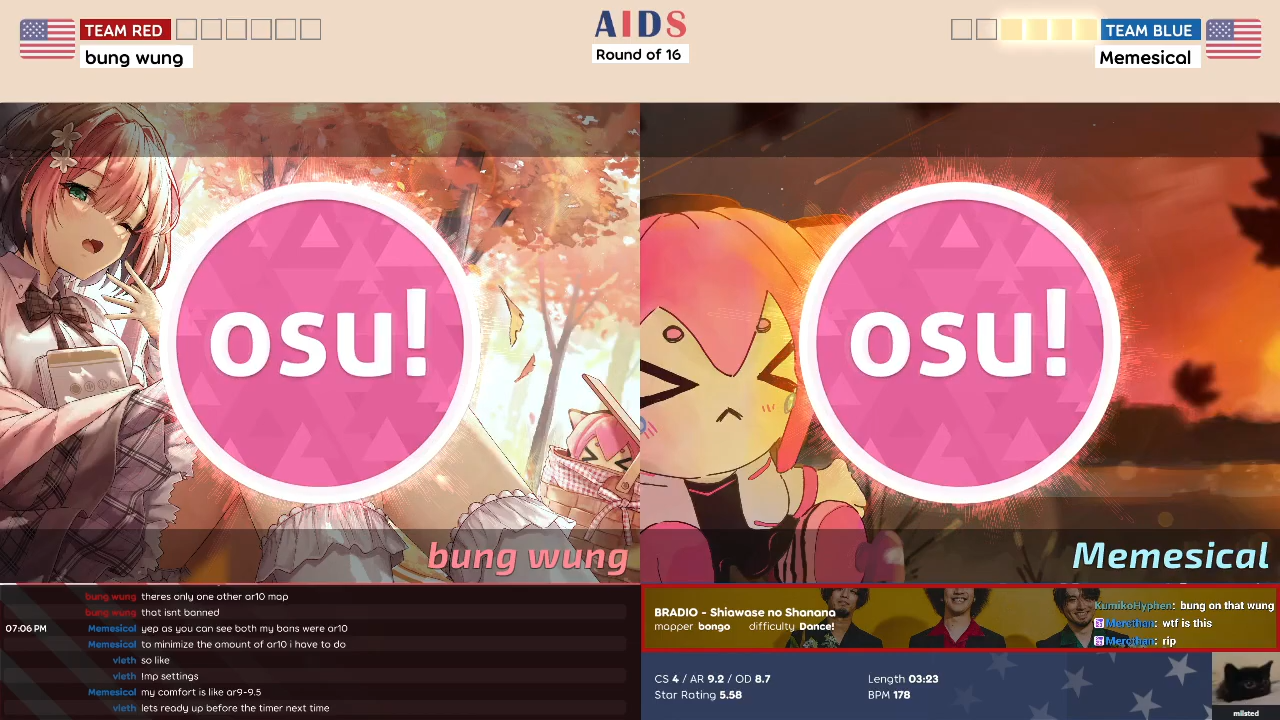 TEAM RED
bung wung
AIDS
Round of 16
TEAM BLUE
Memesical
osu!
osu!
bung wung
Memesical
bung wung theres only one other ar10 map
bung wung that isnt banned
07:06 PM Memesical yep as you can see both my bans were ar10
Memesical to minimize the amount of ar10 i have to do
vleth so like
vleth !mp settings
Memesical my comfort is like ar9-9.5
vleth lets ready up before the timer next time
BRADIO - Shiawase no Shanana
mapper bongo difficulty Dance!
KumikoHyphen: bung on that wung
Mercthan: wtf is this
Mercthan: rip
CS 4 / AR 9.2 / OD 8.7
Star Rating 5.58
Length 03:23
BPM 178
milsted